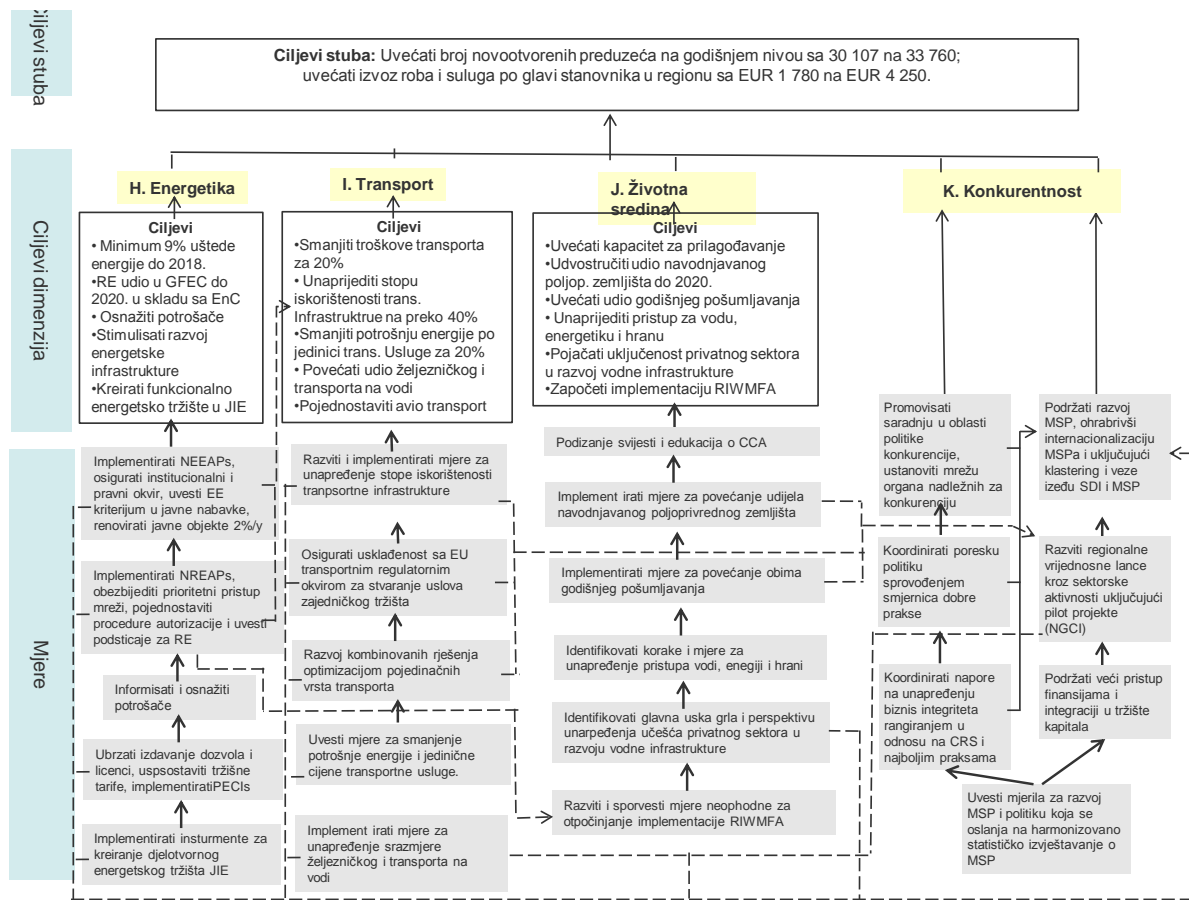 Ciljevi stuba
Ciljevi stuba: Uvećati broj novootvorenih preduzeća na godišnjem nivou sa 30 107 na 33 760;
uvećati izvoz roba i suluga po glavi stanovnika u regionu sa EUR 1 780 na EUR 4 250.
Ciljevi dimenzija
H. Energetika
Ciljevi
• Minimum 9% uštede
energije do 2018.
•RE udio u GFEC do
2020. u skladu sa EnC
• Osnažiti potrošače
•Stimulisati razvoj
energetske
infrastrukture
•Kreirati funkcionalno
energetsko tržište u JIE
I. Transport
Ciljevi
•Smanjiti troškove transporta
za 20%
• Unaprijediti stopu
iskorištenosti trans.
Infrastruktrue na preko 40%
•Smanjiti potrošnju energije po
jedinici trans. Usluge za 20%
• Povećati udio željezničkog i
transporta na vodi
•Pojednostaviti avio transport
J. Životna
sredina
Ciljevi
•Uvećati kapacitet za prilagođavanje
•Udvostručiti udio navodnjavanog
poljop. zemljišta do 2020.
•Uvećati udio godišnjeg pošumljavanja
• Unaprijediti pristup za vodu,
energetiku i hranu
•Pojačati uključenost privatnog sektora
u razvoj vodne infrastrukture
•Započeti implementaciju RIWMFA
K. Konkurentnost
Mjere
Implementirati NEEAPs,
osigurati institucionalni i
pravni okvir, uvesti EE
kriterijum u javne nabavke,
renovirati javne objekte 2%/y
Implementirati NREAPs,
obezbijediti prioritetni pristup
mreži, pojednostaviti
procedure autorizacije i uvesti
podsticaje za RE
Informisati i osnažiti
potrošače
Ubrzati izdavanje dozvola i
licenci, uspsostaviti tržišne
tarife, implementiratiPECIs
Implementirati insturmente za
kreiranje djelotvornog
energetskog tržišta JIE
Razviti i implementirati mjere za
unapređenje stope iskorištenosti
tranpsortne infrastrukture
Osigurati usklađenost sa EU
transportnim regulatornim
okvirom za stvaranje uslova
zajedničkog tržišta
Razvoj kombinovanih rješenja
optimizacijom pojedinačnih
vrsta transporta
Uvesti mjere za smanjenje
potrošnje energije i jedinične
cijene transportne usluge.
Implement irati mjere za
unapređenje srazmjere
željezničkog i transporta na
vodi
Podizanje svijesti i edukacija o CCA
Implement irati mjere za povećanje udijela
navodnjavanog poljoprivrednog zemljišta
Implementirati mjere za povećanje obima
godišnjeg pošumljavanja
Identifikovati korake i mjere za
unapređenje pristupa vodi, enegiji i hrani
Identifikovati glavna uska grla i perspektivu
unarpeđenja učešća privatnog sektora u
razvoju vodne infrastrukture
Razviti i sporvesti mjere neophodne za
otpočinjanje implementacije RIWMFA
Promovisati
saradnju u oblasti
politike
konkurencije,
ustanoviti mrežu
organa nadležnih za
konkurenciju
Koordinirati poresku
politiku
sprovođenjem
smjernica dobre
prakse
Koordinirati napore
na unapređenju
biznis integriteta
rangiranjem u
odnosu na CRS i
najboljim praksama
Podržati razvoj
MSP, ohrabrivši
internacionalizaciju
MSPa i uključujući
klastering i veze
izeđu SDI i MSP
Razviti regionalne
vrijednosne lance
kroz sektorske
aktivnosti uključujući
pilot projekte
(NGCI)
Podržati veći pristup
finansijama i
integraciji u tržište
kapitala
Uvesti mjerila za razvoj
MSP i politiku koja se
oslanja na harmonizovano
statističko izvještavanje o
MSP